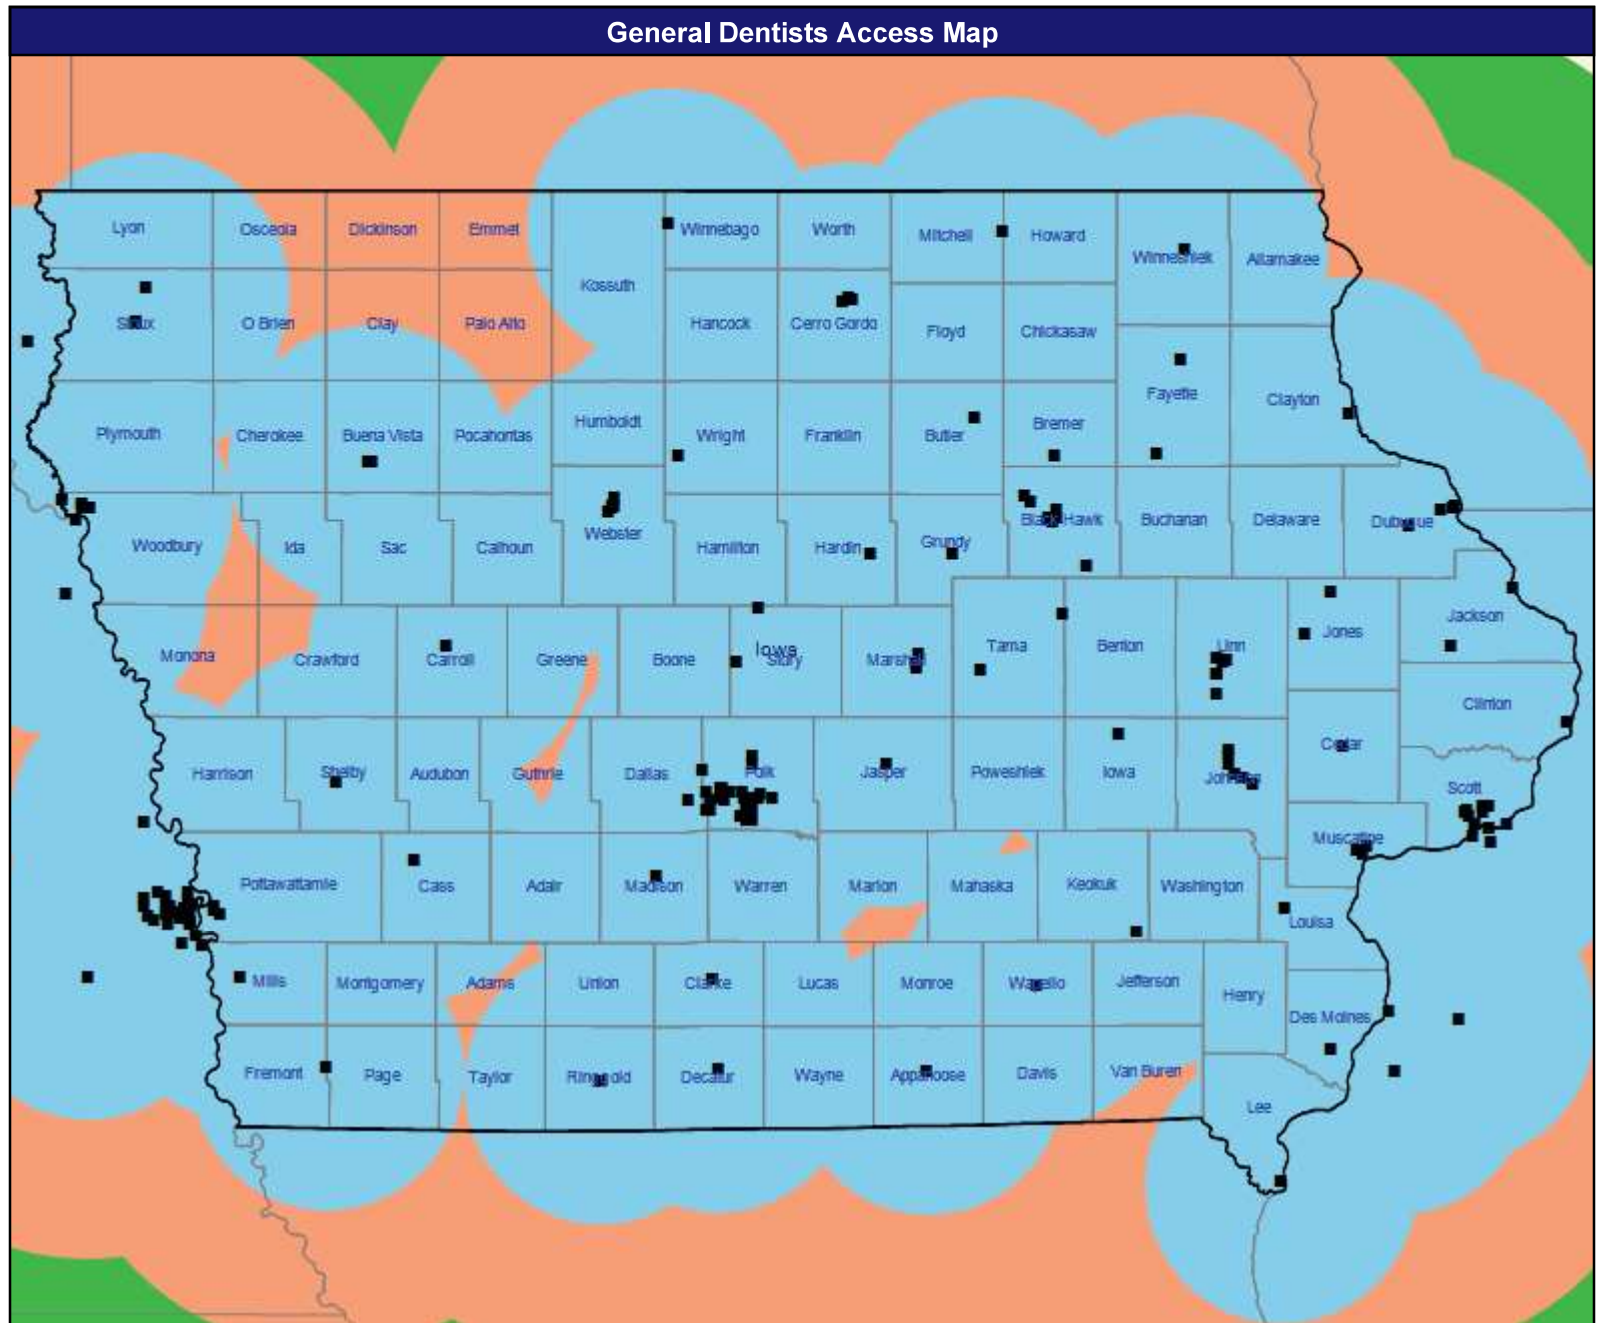 General Dentists Access Map
Lyon
Osceola
Dickinson
Emmet
Kossuth
Winnebago
Worth
Mitchell
Howard
Winneshiek
Allamakee
Sioux
O Brien
Clay
Palo Alto
Hancock
Cerro Gordo
Floyd
Chickasaw
Fayette
Clayton
Plymouth
Cherokee
Buena Vista
Pocahontas
Humboldt
Wright
Franklin
Butler
Bremer
Woodbury
Ida
Sac
Calhoun
Webster
Hamilton
Hardin
Grundy
Black Hawk
Buchanan
Delaware
Dubuque
Monona
Crawford
Carroll
Greene
Boone
Iowa
Story
Marshall
Tama
Benton
Linn
Jones
Jackson
Clinton
Harrison
Shelby
Audubon
Guthrie
Dallas
Polk
Jasper
Poweshiek
Iowa
Johnson
Cedar
Scott
Muscatine
Pottawattamie
Cass
Adair
Madison
Warren
Marion
Mahaska
Keokuk
Washington
Louisa
Mills
Montgomery
Adams
Union
Clarke
Lucas
Monroe
Wapello
Jefferson
Henry
Des Moines
Fremont
Page
Taylor
Ringgold
Decatur
Wayne
Appanoose
Davis
Van Buren
Lee